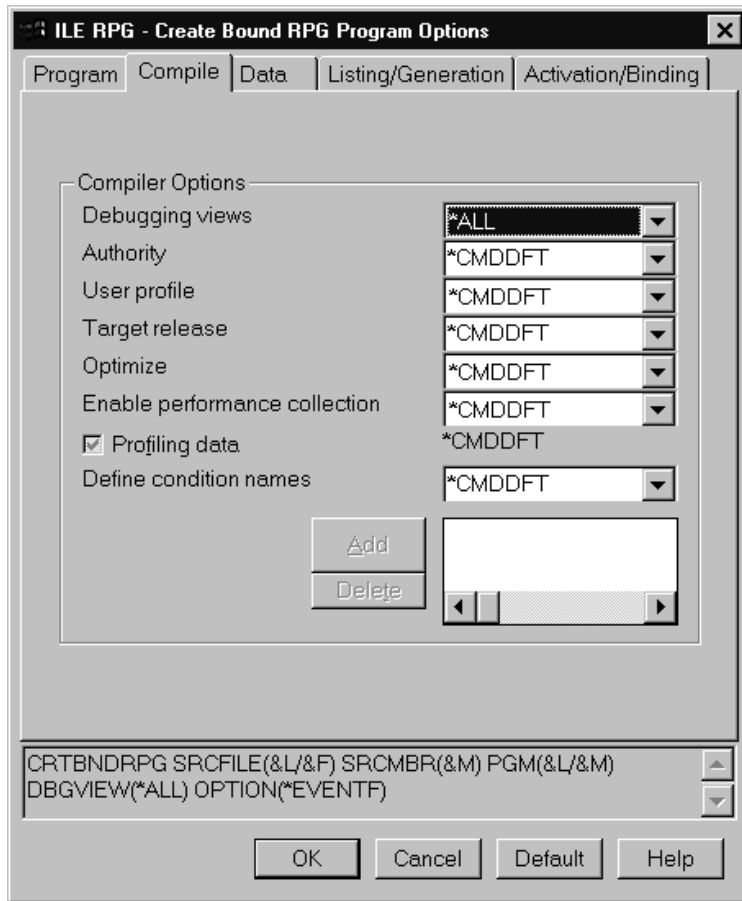 ILE RPG - Create Bound RPG Program Options
Program Compile Data Listing/Generation Activation/Binding
Compiler Options
Debugging views *ALL
Authority *CMDDFT
User profile *CMDDFT
Target release *CMDDFT
Optimize *CMDDFT
Enable performance collection *CMDDFT
Profiling data *CMDDFT
Define condition names *CMDDFT
Add
Delete
CRTBNDRPG SRCFILE(&L/&F) SRCMBR(&M) PGM(&L/&M)
DBGVIEW(*ALL) OPTION(*EVENTF)
OK Cancel Default Help